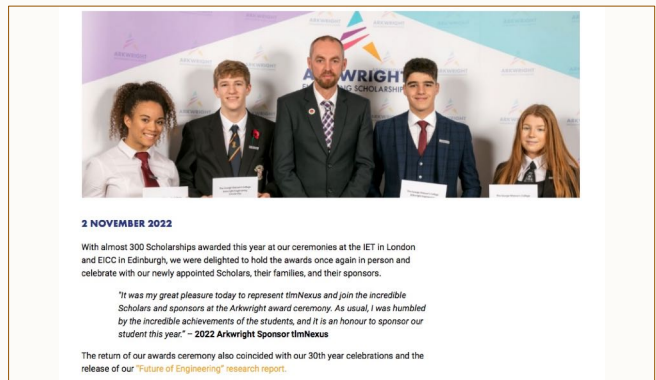 ARKWRIGHT
ENGINEERING SCHOLARSHIPS
2 NOVEMBER 2022
With almost 300 Scholarships awarded this year at our ceremonies at the IET in London
and EICC in Edinburgh, we were delighted to hold the awards once again in person and
celebrate with our newly appointed Scholars, their families, and their sponsors.
"It was my great pleasure today to represent tlmNexus and join the incredible
Scholars and sponsors at the Arkwright award ceremony. As usual, I was humbled
by the incredible achievements of the students, and it is an honour to sponsor our
student this year." – 2022 Arkwright Sponsor tlmNexus
The return of our awards ceremony also coincided with our 30th year celebrations and the
release of our "Future of Engineering" research report.